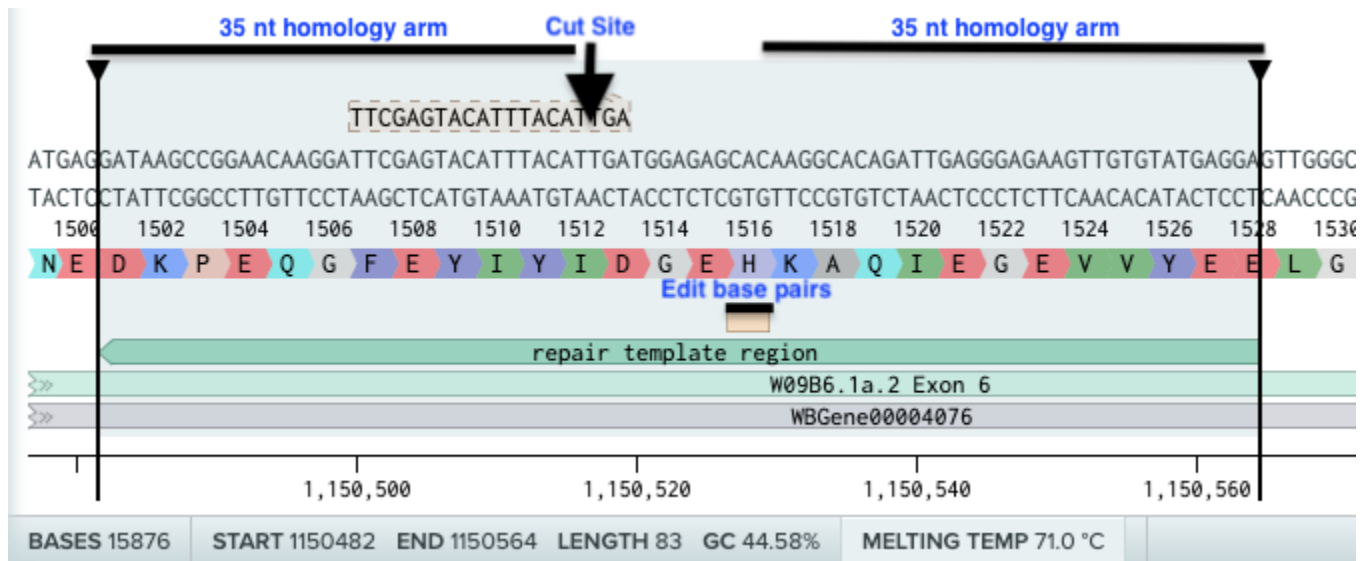 35 nt homology arm Cut Site 35 nt homology arm
TTCGAGTACATTTACATTGA
ATGAGGATAAGCCGGAACAAGGATTCGAGTACATTTACATTGATGGAGAGCACAAGGCACAGATTGAGGGAGAAGTTGTGTATGAGGAGTTGGGC
TACTCCTATTCGGCCTTGTTCCTAAGCTCATGTAAATGTAACTACCTCTCGTGTTCCGTGTCTAACTCCCTCTTCAACACATACTCCTCAACCCG
1500 1502 1504 1506 1508 1510 1512 1514 1516 1518 1520 1522 1524 1526 1528 1530
N E D K P E Q G F E Y I Y I D G E H K A Q I E G E V V Y E E L G
Edit base pairs
repair template region
W09B6.1a.2 Exon 6
WBGene00004076
1,150,500 1,150,520 1,150,540 1,150,560
BASES 15876 START 1150482 END 1150564 LENGTH 83 GC 44.58% MELTING TEMP 71.0 °C